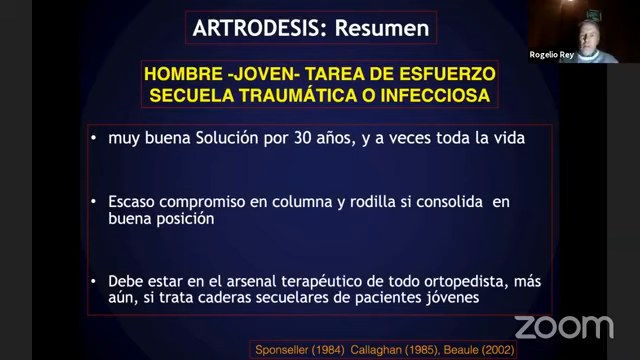 ARTRODESIS: Resumen
Rogelio Rey
HOMBRE -JOVEN- TAREA DE ESFUERZO
SECUELA TRAUMÁTICA O INFECCIOSA
• muy buena Solución por 30 años, y a veces toda la vida
• Escaso compromiso en columna y rodilla si consolida en
buena posición
• Debe estar en el arsenal terapéutico de todo ortopedista, más
aún, si trata caderas secuelares de pacientes jóvenes
zoom
Sponseller (1984) Callaghan (1985), Beaule (2002)